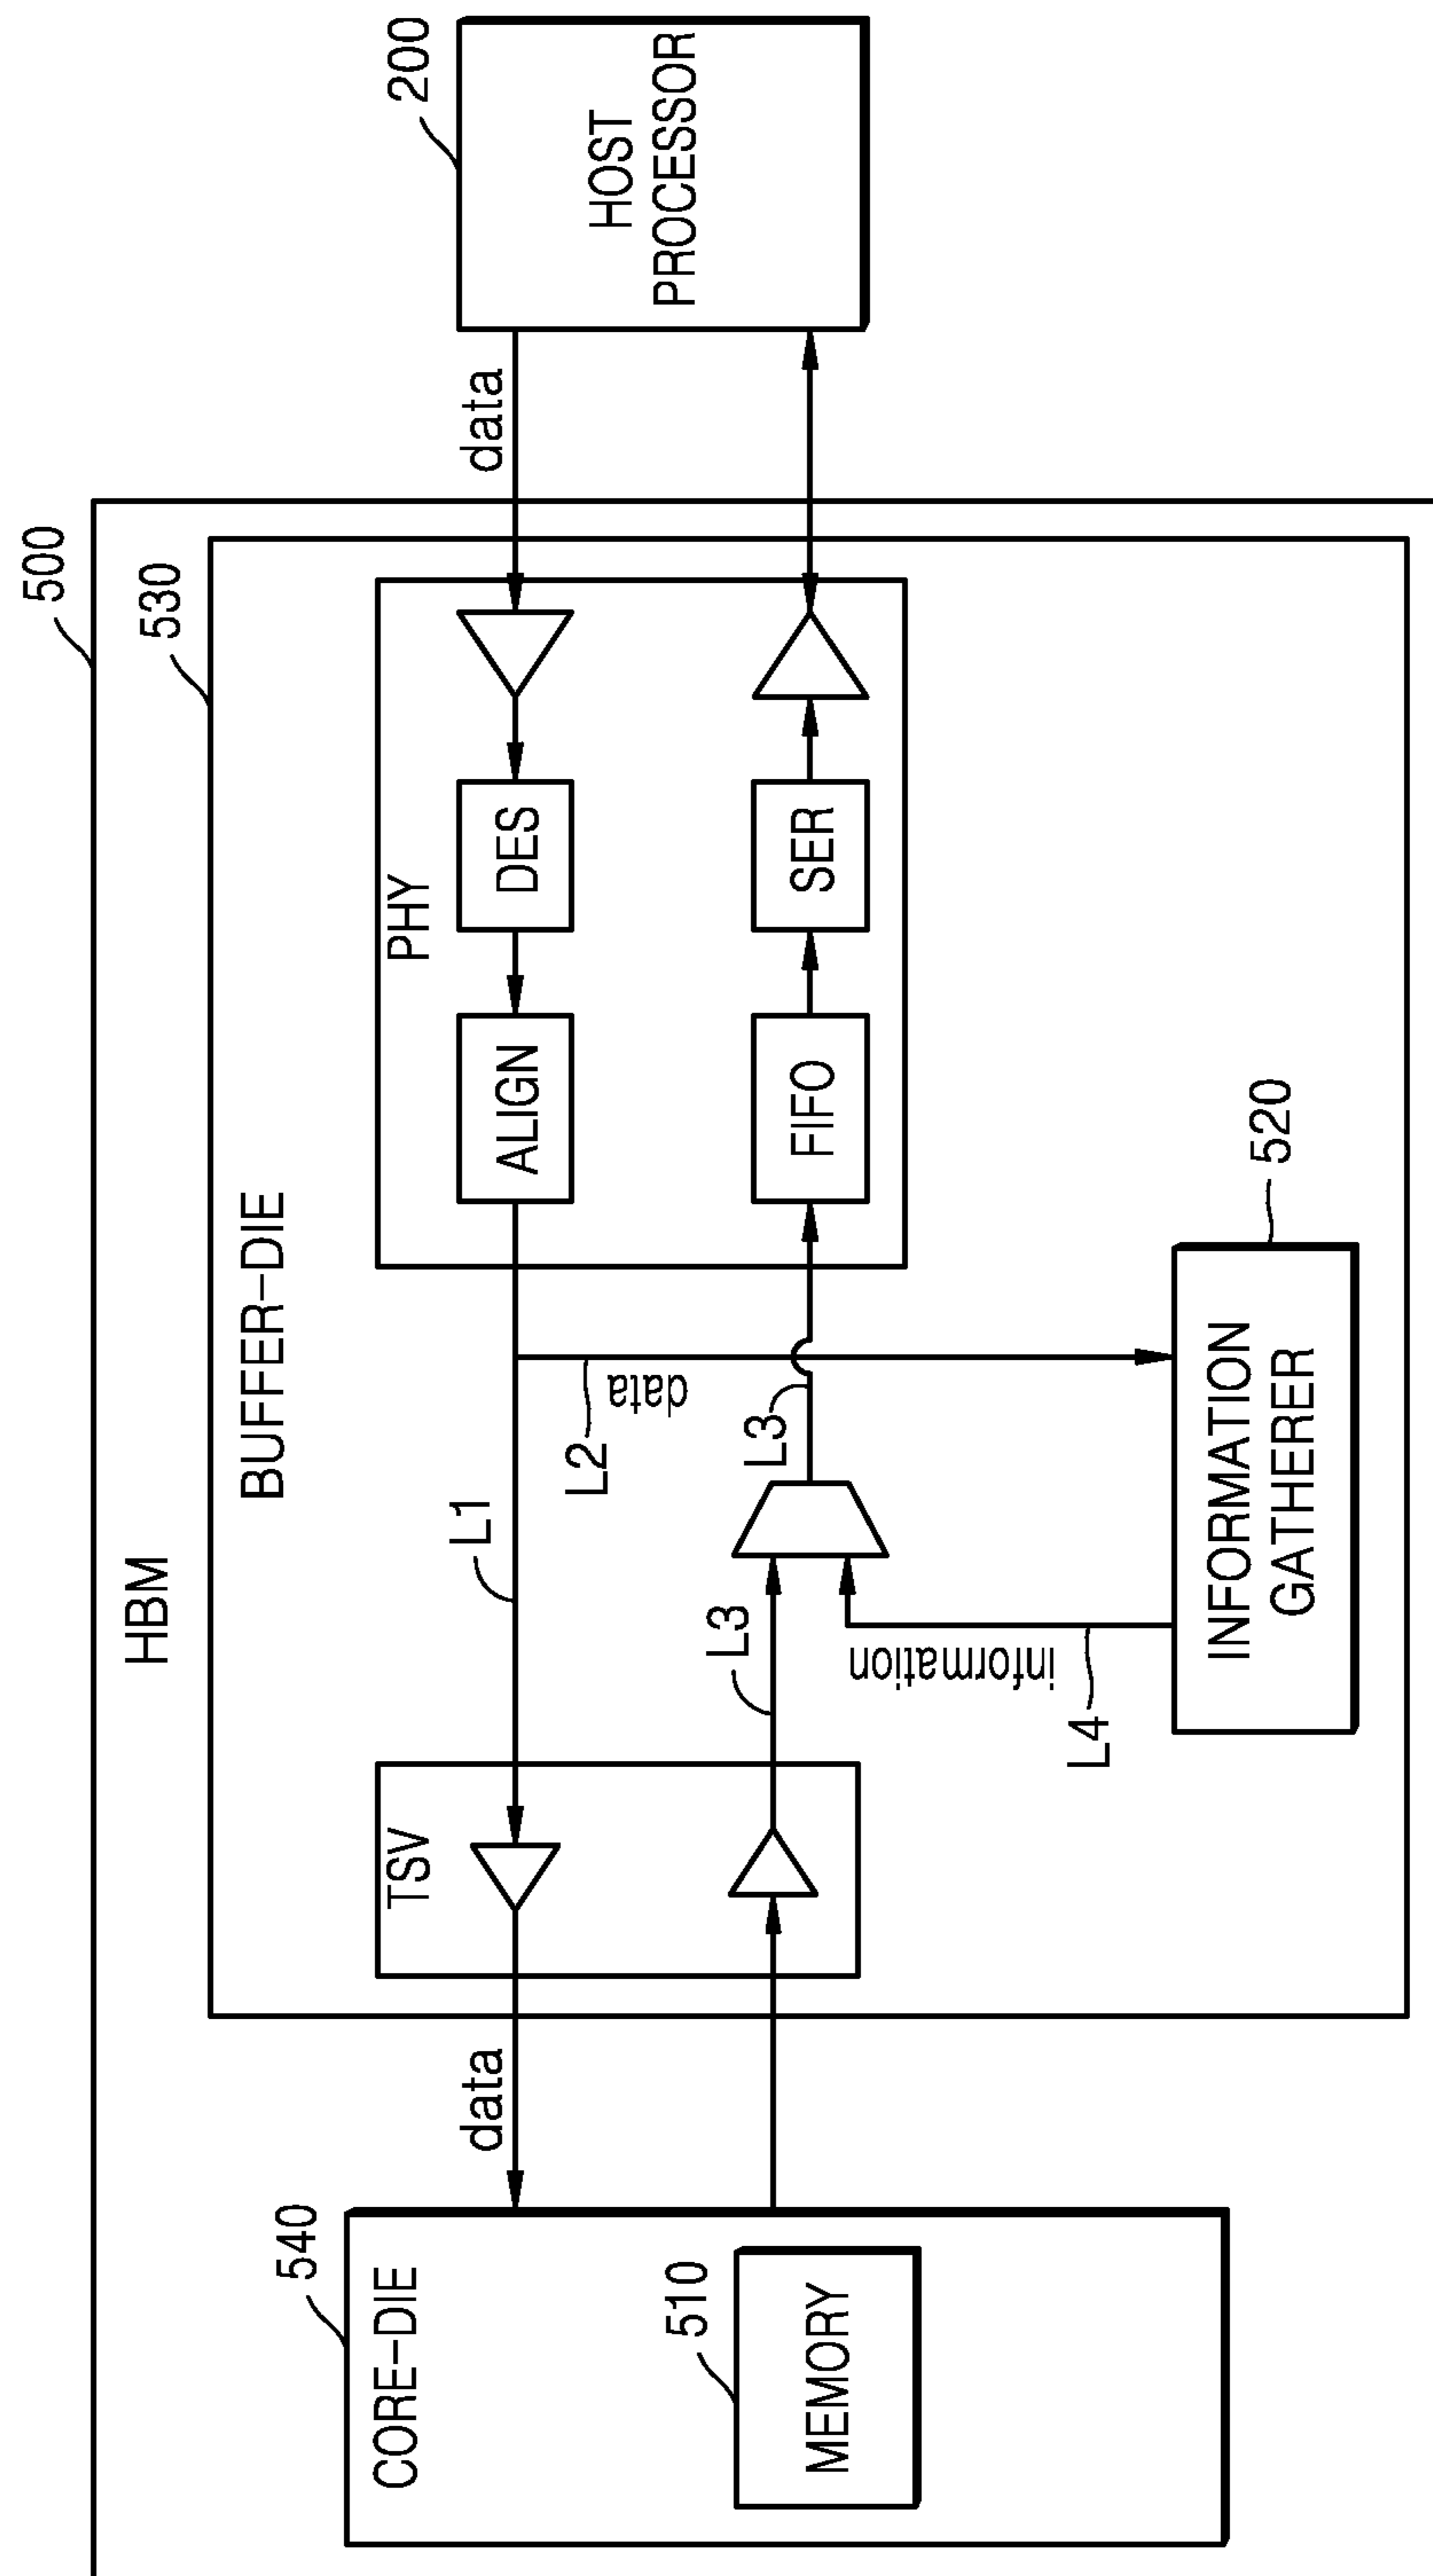 500
HBM
530
BUFFER-DIE
540
CORE-DIE
510
MEMORY
data
TSV
L1
L2
data
L3
L3
L4
information
520
INFORMATION
GATHERER
PHY
ALIGN
DES
FIFO
SER
data
200
HOST
PROCESSOR